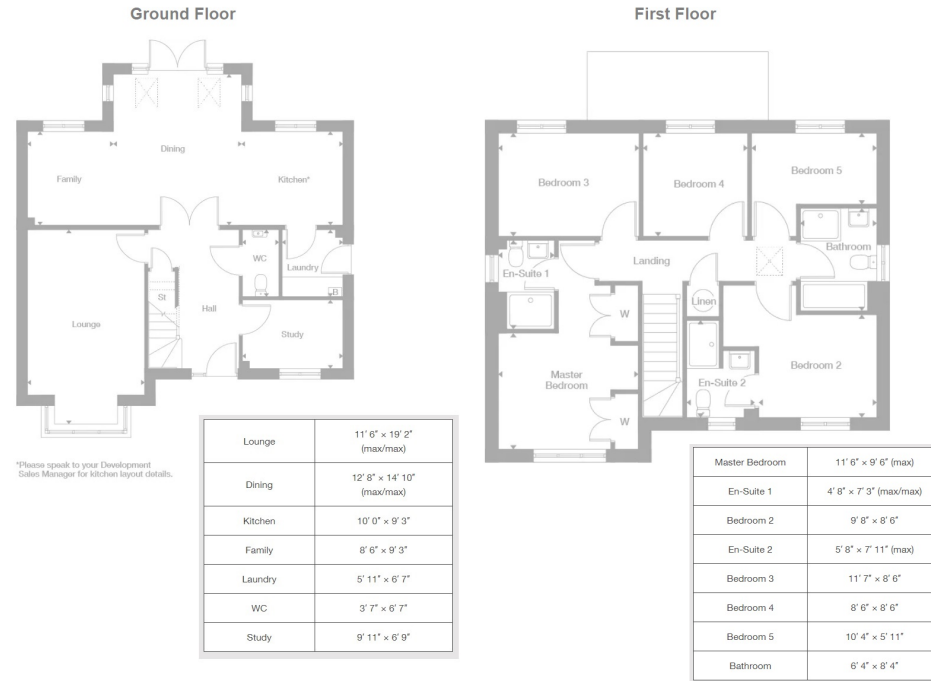 Ground Floor
Dining
Family
Kitchen*
WC
Laundry
B
St
Hall
Lounge
Study
*Please speak to your Development
Sales Manager for kitchen layout details.
Lounge 11' 6" × 19' 2"
(max/max)
Dining 12' 8" × 14' 10"
(max/max)
Kitchen 10' 0" × 9' 3"
Family 8' 6" × 9' 3"
Laundry 5' 11" × 6' 7"
WC 3' 7" × 6' 7"
Study 9' 11" × 6' 9"
First Floor
Bedroom 3
Bedroom 4
Bedroom 5
Bathroom
Landing
En-Suite 1
Linen
W
Bedroom 2
Master
Bedroom
En-Suite 2
W
Master Bedroom 11' 6" × 9' 6" (max)
En-Suite 1 4' 8" × 7' 3" (max/max)
Bedroom 2 9' 8" × 8' 6"
En-Suite 2 5' 8" × 7' 11" (max)
Bedroom 3 11' 7" × 8' 6"
Bedroom 4 8' 6" × 8' 6"
Bedroom 5 10' 4" × 5' 11"
Bathroom 6' 4" × 8' 4"